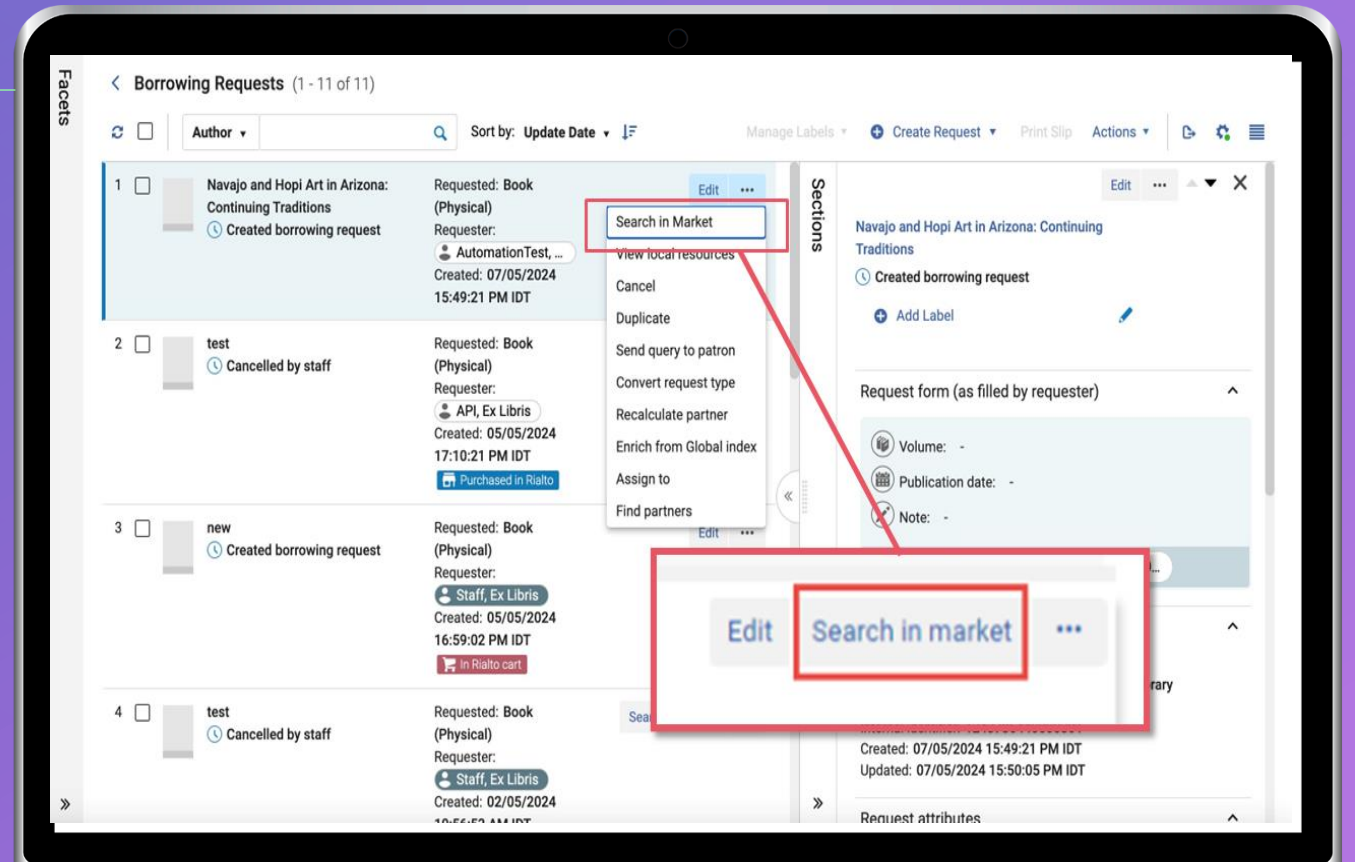 Facets
Borrowing Requests (1 - 11 of 11)
Author
Sort by: Update Date
Manage Labels
Create Request
Print Slip
Actions
1
Navajo and Hopi Art in Arizona:
Continuing Traditions
Created borrowing request
Requested: Book
(Physical)
Requester:
AutomationTest, ...
Created: 07/05/2024
15:49:21 PM IDT
Edit ...
Search in Market
View local resources
Cancel
Duplicate
Send query to patron
Convert request type
Recalculate partner
Enrich from Global index
Assign to
Find partners
2
test
Cancelled by staff
Requested: Book
(Physical)
Requester:
API, Ex Libris
Created: 05/05/2024
17:10:21 PM IDT
Purchased in Rialto
3
new
Created borrowing request
Requested: Book
(Physical)
Requester:
Staff, Ex Libris
Created: 05/05/2024
16:59:02 PM IDT
In Rialto cart
Edit ...
4
test
Cancelled by staff
Requested: Book
(Physical)
Requester:
Staff, Ex Libris
Created: 02/05/2024
Sections
Edit ...
Navajo and Hopi Art in Arizona: Continuing
Traditions
Created borrowing request
Add Label
Request form (as filled by requester)
Volume: -
Publication date: -
Note: -
Edit Search in market ...
Created: 07/05/2024 15:49:21 PM IDT
Updated: 07/05/2024 15:50:05 PM IDT
Request attributes